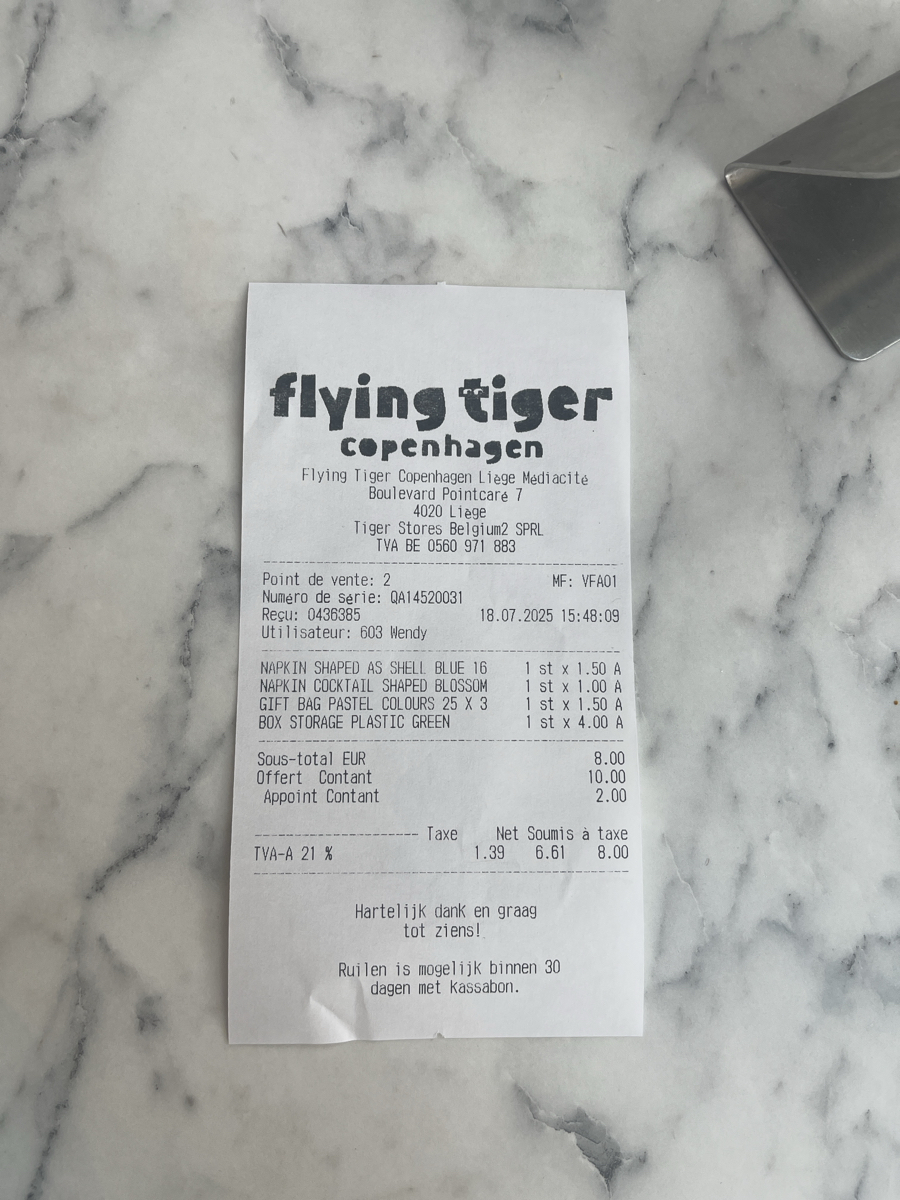 flying tiger
copenhagen
Flying Tiger Copenhagen Liège Médiacité
Boulevard Pointcaré 7
4020 Liège
Tiger Stores Belgium2 SPRL
TVA BE 0560 971 883
Point de vente: 2 MF: VFA01
Numéro de série: QA14520031
Reçu: 0436385 18.07.2025 15:48:09
Utilisateur: 603 Wendy
NAPKIN SHAPED AS SHELL BLUE 16 1 st x 1.50 A
NAPKIN COCKTAIL SHAPED BLOSSOM 1 st x 1.00 A
GIFT BAG PASTEL COLOURS 25 X 3 1 st x 1.50 A
BOX STORAGE PLASTIC GREEN 1 st x 4.00 A
Sous-total EUR 8.00
Offert Contant 10.00
Appoint Contant 2.00
Taxe Net Soumis à taxe
TVA-A 21 % 1.39 6.61 8.00
Hartelijk dank en graag
tot ziens!
Ruilen is mogelijk binnen 30
dagen met kassabon.